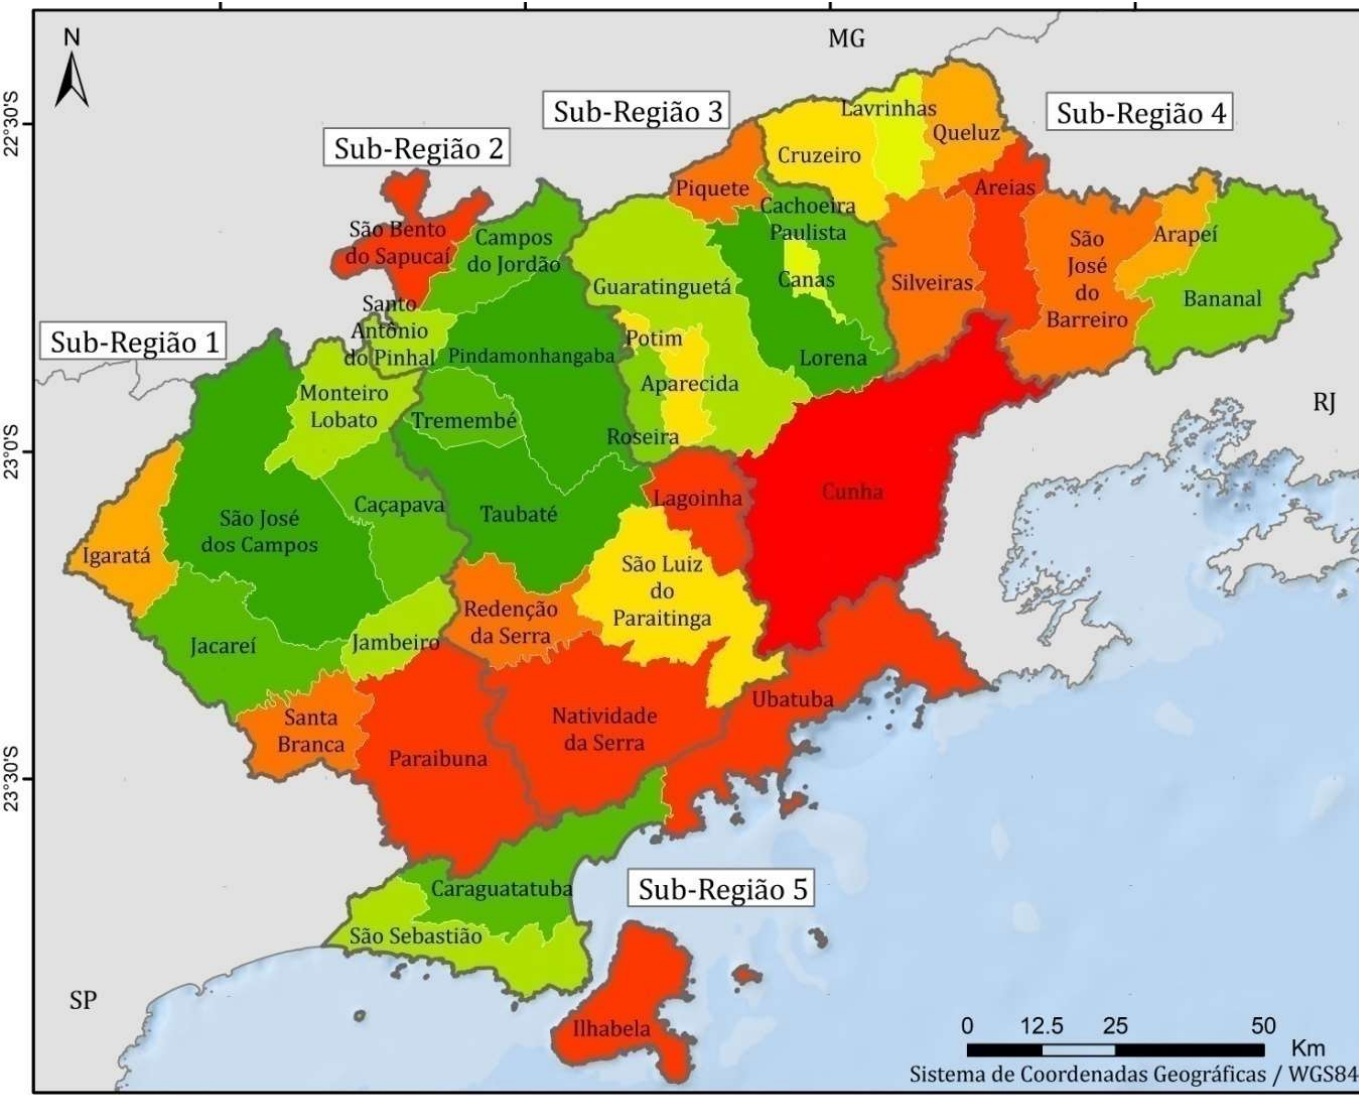 N
MG
22°30'S
23°0'S
23°30'S
Sub-Região 3
Sub-Região 4
Sub-Região 2
Sub-Região 1
Sub-Região 5
Lavrinhas
Queluz
Cruzeiro
Piquete
Areias
Cachoeira
Paulista
São Bento
do Sapucaí
Campos
do Jordão
São
José
do
Barreiro
Arapeí
Bananal
Silveiras
Canas
Guaratinguetá
Santo
Antônio
do Pinhal
Pindamonhangaba
Potim
Lorena
Aparecida
Monteiro
Lobato
Tremembé
Roseira
RJ
Lagoinha
Cunha
Caçapava
Taubaté
São José
dos Campos
Igaratá
São Luiz
do
Paraitinga
Redenção
da Serra
Jacareí
Jambeiro
Ubatuba
Santa
Branca
Natividade
da Serra
Paraibuna
Caraguatatuba
São Sebastião
Ilhabela
SP
0 12.5 25 50
Km
Sistema de Coordenadas Geográficas / WGS84